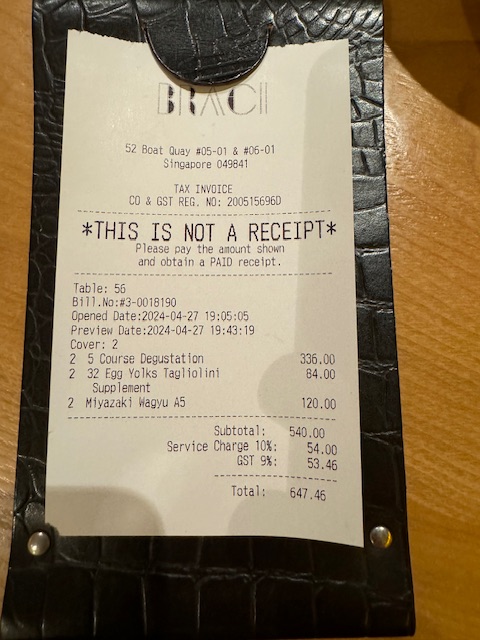 BRACI
52 Boat Quay #05-01 & #06-01
Singapore 049841
TAX INVOICE
CO & GST REG. NO: 200515696D
*THIS IS NOT A RECEIPT*
Please pay the amount shown
and obtain a PAID receipt.
Table: 56
Bill.No:#3-0018190
Opened Date:2024-04-27 19:05:05
Preview Date:2024-04-27 19:43:19
Cover: 2
2 5 Course Degustation 336.00
2 32 Egg Yolks Tagliolini 84.00
Supplement
2 Miyazaki Wagyu A5 120.00
Subtotal: 540.00
Service Charge 10%: 54.00
GST 9%: 53.46
Total: 647.46